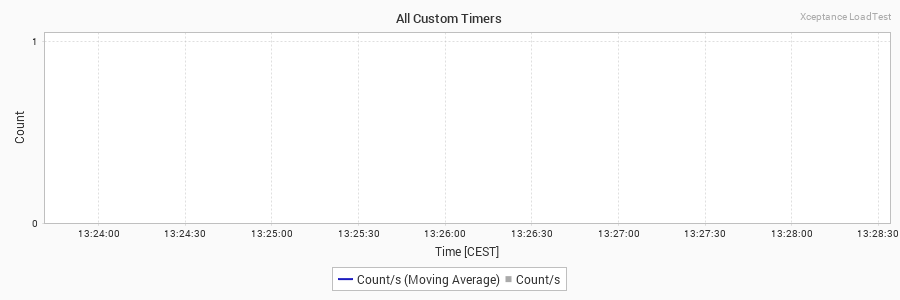 All Custom Timers
Xceptance LoadTest
1
Count
0
13:24:00 13:24:30 13:25:00 13:25:30 13:26:00 13:26:30 13:27:00 13:27:30 13:28:00 13:28:30
Time [CEST]
Count/s (Moving Average) Count/s